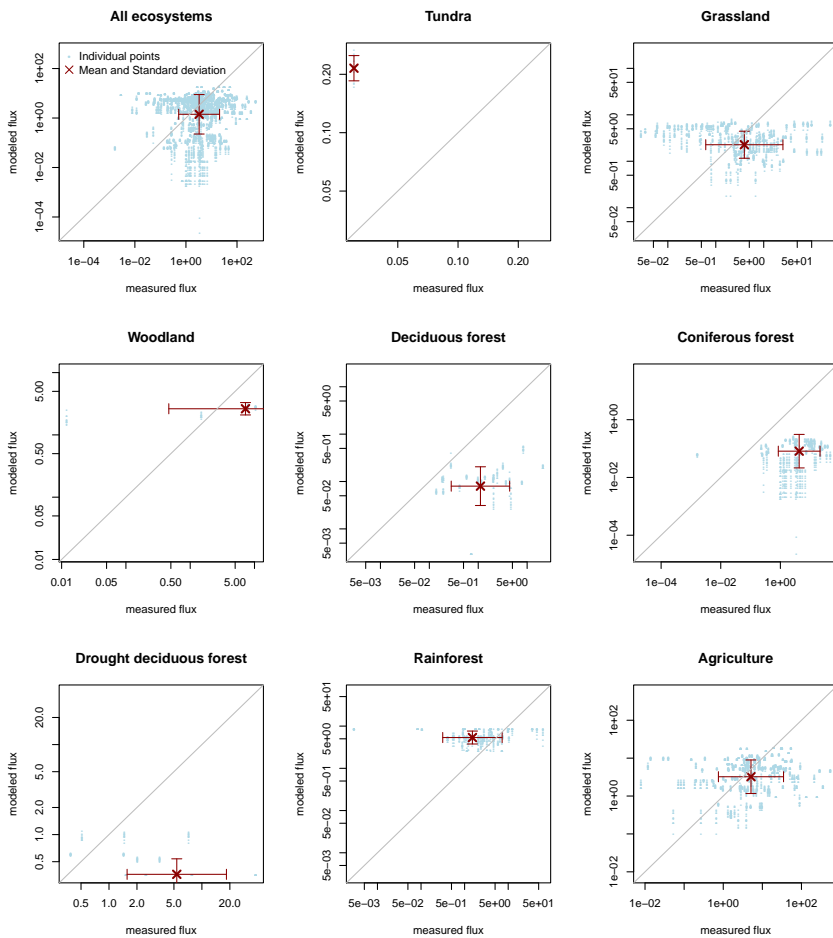 All ecosystems
Tundra
Grassland
Individual points
Mean and Standard deviation
modeled flux
1e−04 1e−02 1e+00 1e+02
1e−04 1e−02 1e+00 1e+02
measured flux
modeled flux
0.05 0.10 0.20
0.05 0.10 0.20
measured flux
modeled flux
5e−02 5e−01 5e+00 5e+01
5e−02 5e−01 5e+00 5e+01
measured flux
Woodland
Deciduous forest
Coniferous forest
modeled flux
0.01 0.05 0.50 5.00
0.01 0.05 0.50 5.00
measured flux
modeled flux
5e−03 5e−02 5e−01 5e+00
5e−03 5e−02 5e−01 5e+00
measured flux
modeled flux
1e−04 1e−02 1e+00
1e−04 1e−02 1e+00
measured flux
Drought deciduous forest
Rainforest
Agriculture
modeled flux
0.5 1.0 2.0 5.0 20.0
0.5 1.0 2.0 5.0 20.0
measured flux
modeled flux
5e−03 5e−02 5e−01 5e+00 5e+01
5e−03 5e−02 5e−01 5e+00 5e+01
measured flux
modeled flux
1e−02 1e+00 1e+02
1e−02 1e+00 1e+02
measured flux